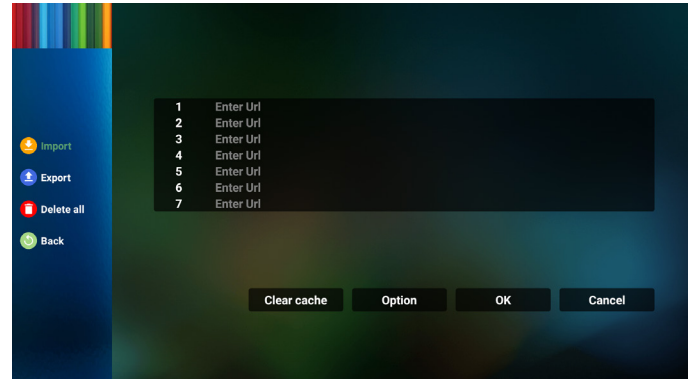 Import
Export
Delete all
Back
1 Enter Url
2 Enter Url
3 Enter Url
4 Enter Url
5 Enter Url
6 Enter Url
7 Enter Url
Clear cache Option OK Cancel